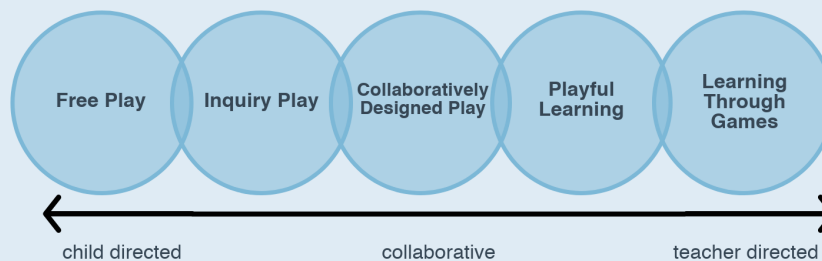 Free Play
Inquiry Play
Collaboratively
Designed Play
Playful
Learning
Learning
Through
Games
child directed
collaborative
teacher directed